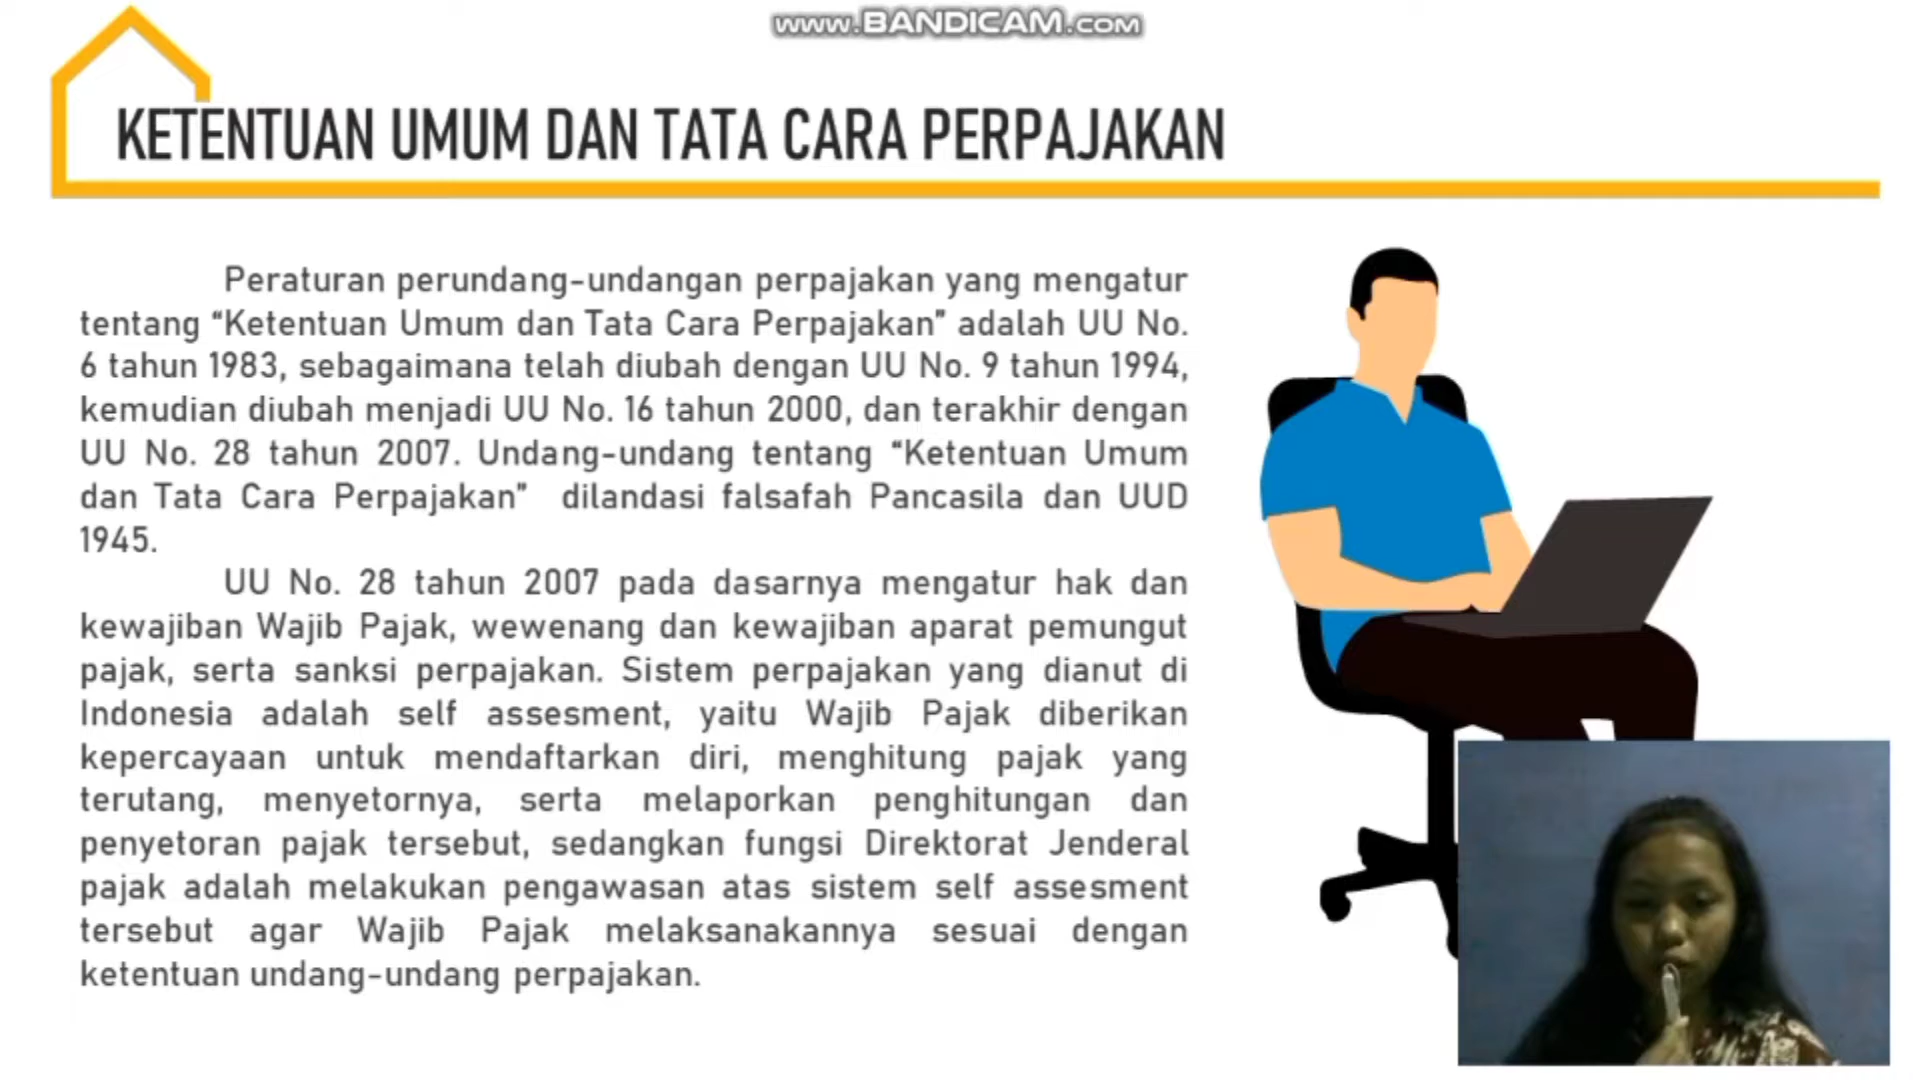 www.BANDICAM.com
KETENTUAN UMUM DAN TATA CARA PERPAJAKAN
Peraturan perundang-undangan perpajakan yang mengatur
tentang “Ketentuan Umum dan Tata Cara Perpajakan” adalah UU No.
6 tahun 1983, sebagaimana telah diubah dengan UU No. 9 tahun 1994,
kemudian diubah menjadi UU No. 16 tahun 2000, dan terakhir dengan
UU No. 28 tahun 2007. Undang-undang tentang “Ketentuan Umum
dan Tata Cara Perpajakan” dilandasi falsafah Pancasila dan UUD
1945.
UU No. 28 tahun 2007 pada dasarnya mengatur hak dan
kewajiban Wajib Pajak, wewenang dan kewajiban aparat pemungut
pajak, serta sanksi perpajakan. Sistem perpajakan yang dianut di
Indonesia adalah self assesment, yaitu Wajib Pajak diberikan
kepercayaan untuk mendaftarkan diri, menghitung pajak yang
terutang, menyetornya, serta melaporkan penghitungan dan
penyetoran pajak tersebut, sedangkan fungsi Direktorat Jenderal
pajak adalah melakukan pengawasan atas sistem self assesment
tersebut agar Wajib Pajak melaksanakannya sesuai dengan
ketentuan undang-undang perpajakan.